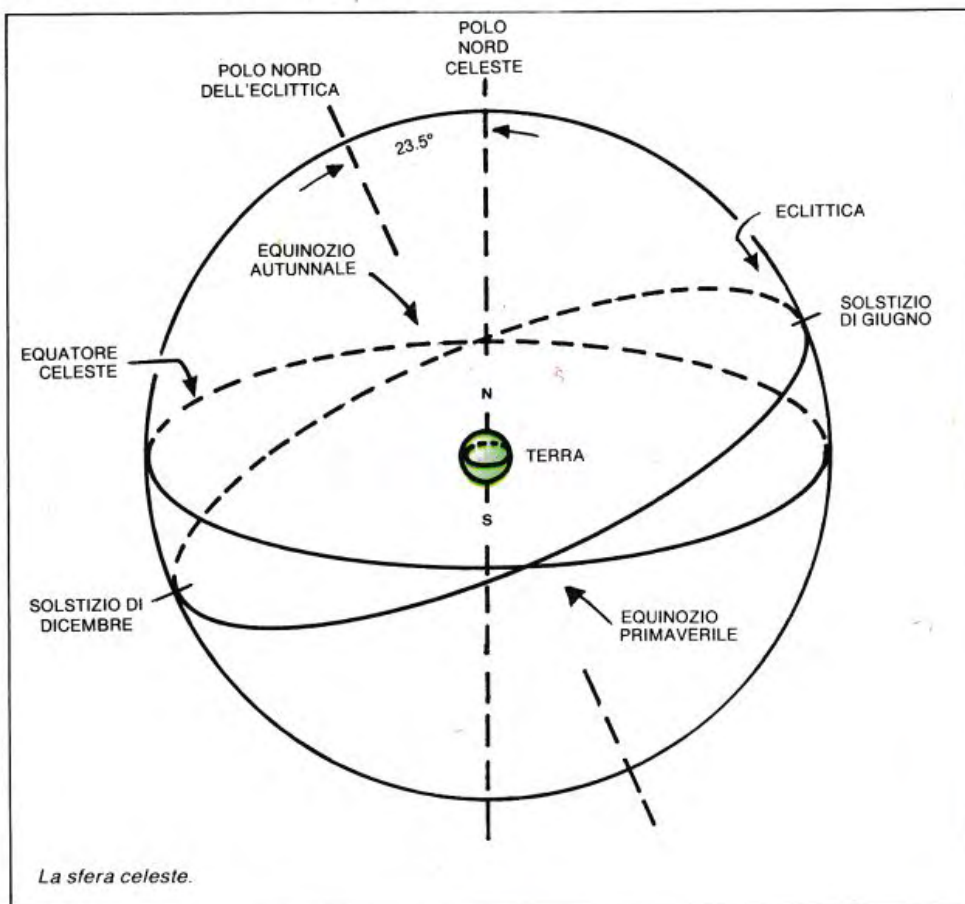 POLO
NORD
CELESTE
POLO NORD
DELL'ECLITTICA
23.5°
ECLITTICA
EQUINOZIO
AUTUNNALE
SOLSTIZIO
DI GIUGNO
EQUATORE
CELESTE
N
TERRA
S
SOLSTIZIO DI
DICEMBRE
EQUINOZIO
PRIMAVERILE
La sfera celeste.